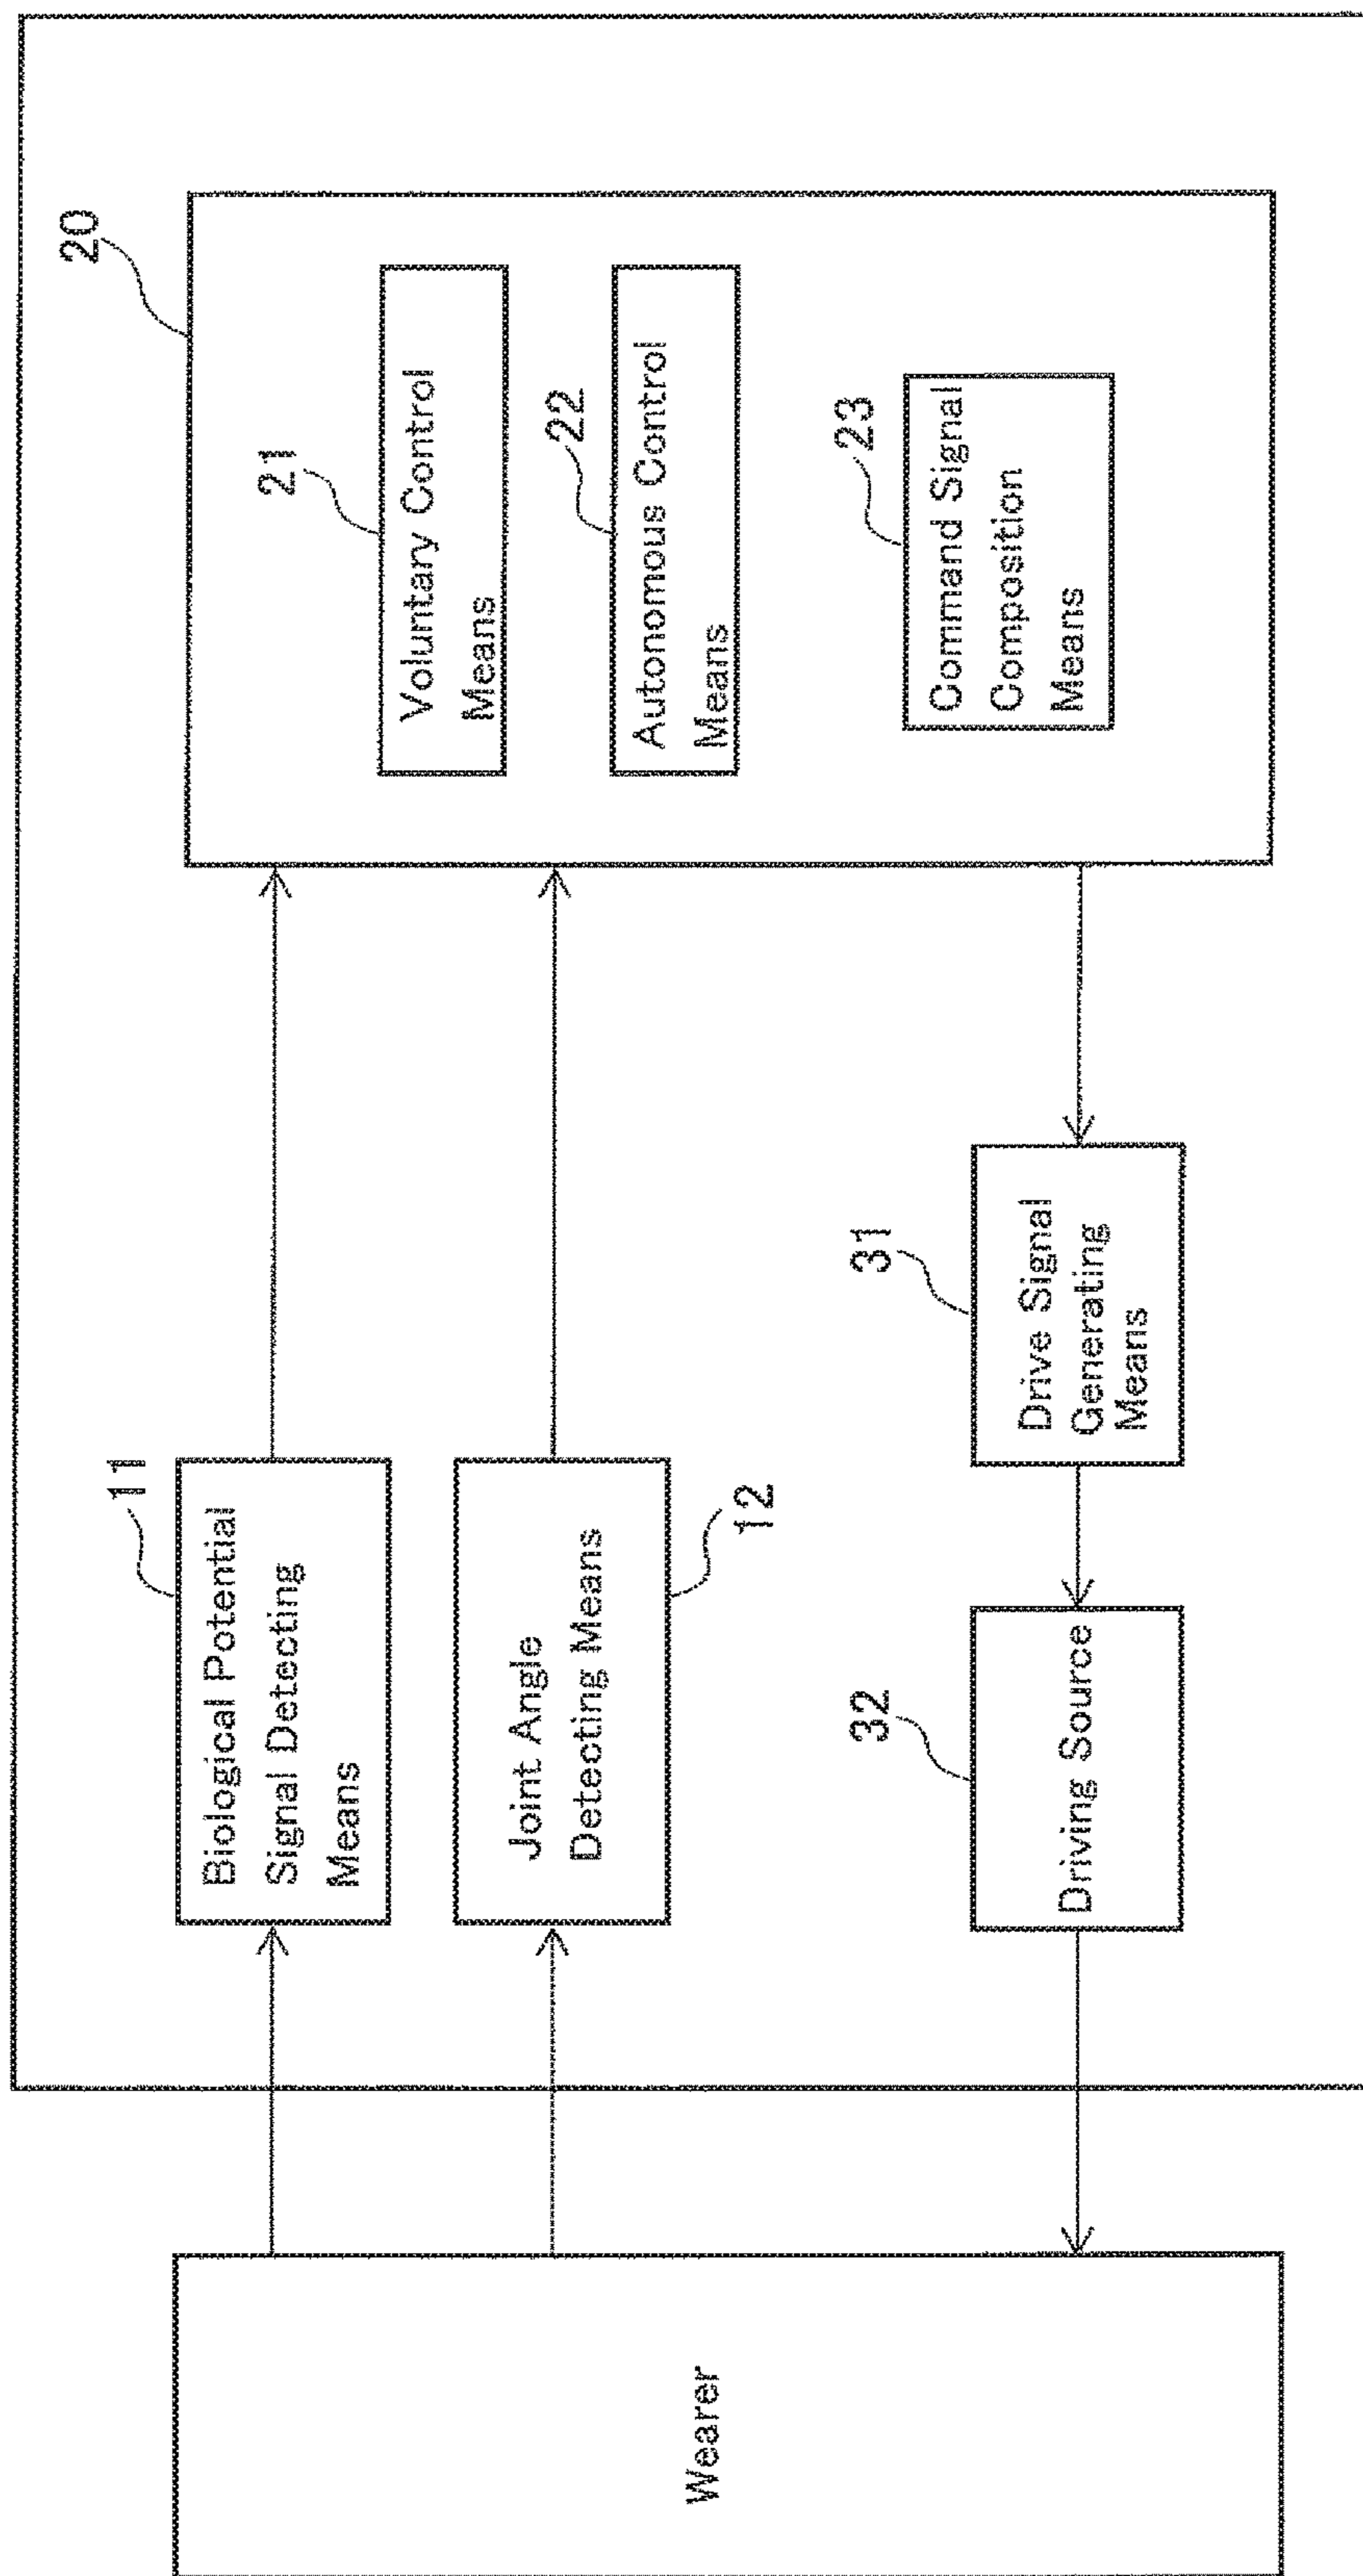 20
21
Voluntary Control
Means
22
Autonomous Control
Means
23
Command Signal
Composition
Means
11
Biological Potential
Signal Detecting
Means
Joint Angle
Detecting Means
12
31
Drive Signal
Generating
Means
32
Driving Source
Wearer